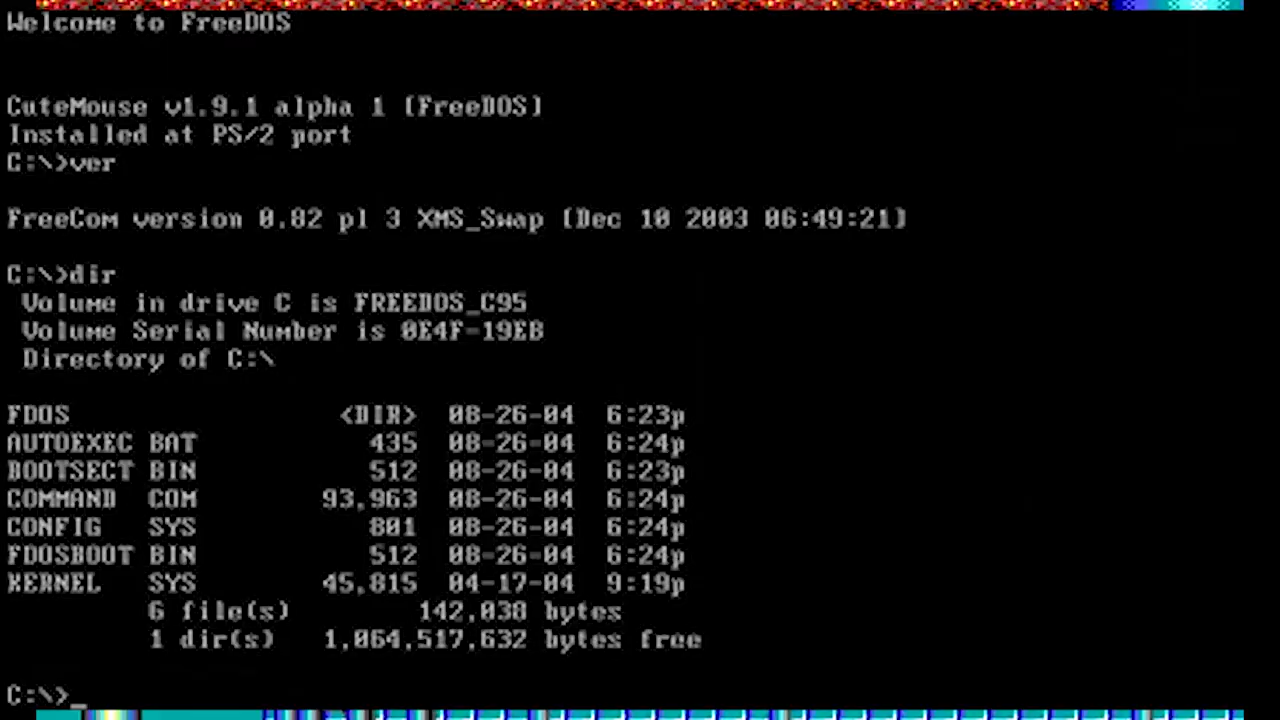 Welcome to FreeDOS
CuteMouse v1.9.1 alpha 1 [FreeDOS]
Installed at PS/2 port
C:\>ver
FreeCom version 0.82 pl 3 XMS_Swap [Dec 10 2003 06:49:21]
C:\>dir
Volume in drive C is FREEDOS_C95
Volume Serial Number is 0E4F-19EB
Directory of C:\
FDOS <DIR> 08-26-04 6:23p
AUTOEXEC BAT 435 08-26-04 6:24p
BOOTSECT BIN 512 08-26-04 6:23p
COMMAND COM 93,963 08-26-04 6:24p
CONFIG SYS 801 08-26-04 6:24p
FDOSBOOT BIN 512 08-26-04 6:24p
KERNEL SYS 45,815 04-17-04 9:19p
6 file(s) 142,038 bytes
1 dir(s) 1,064,517,632 bytes free
C:\>_